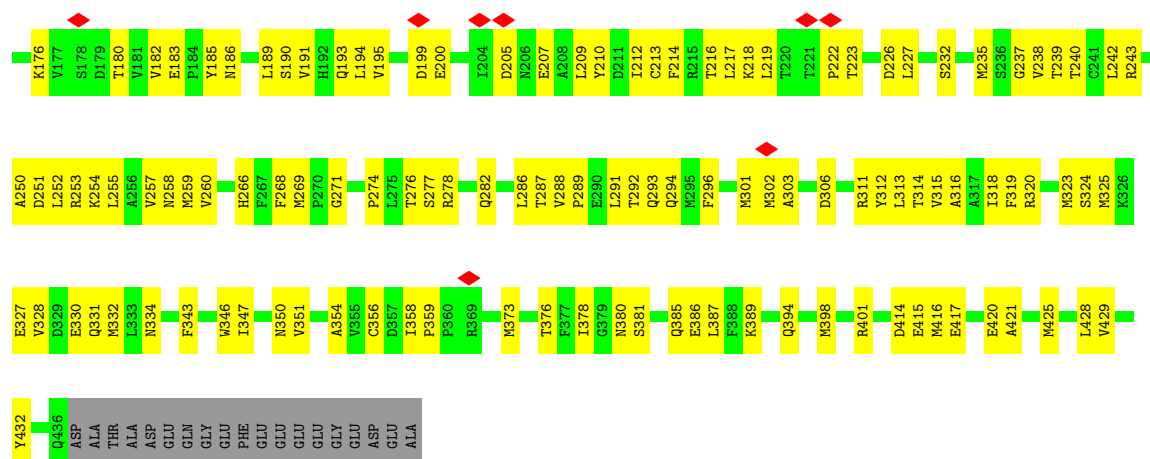 K176 V177 S178 D179 T180 V181 V182 E183 P184 Y185 N186 L189 S190 V191 H192 Q193 L194 V195 D199 E200 I204 D205 N206 E207 A208 L209 Y210 D211 I212 C213 F214 R215 T216 L217 K218 L219 T220 T221 P222 T223 D226 L227 S232 M235 S236 G237 V238 T239 T240 C241 L242 R243
A250 D251 L252 R253 K254 L255 A256 V257 N258 M259 V260 H266 F267 F268 M269 P270 G271 P274 L275 T276 S277 R278 Q282 L286 T287 V288 P289 E290 L291 T292 Q293 Q294 M295 F296 M301 M302 A303 D306 R311 Y312 L313 T314 V315 A316 A317 I318 F319 R320 M323 S324 M325 K326
E327 V328 D329 E330 Q331 M332 L333 N334 F343 W346 I347 N350 V351 A354 V355 C356 D357 I358 P359 P360 R369 M373 T376 F377 I378 G379 N380 S381 Q385 E386 L387 F388 K389 Q394 M398 R401 D414 E415 M416 E417 E420 A421 M425 L428 V429
Y432 Q436 ASP ALA THR ALA ASP GLU GLN GLY GLU PHE GLU GLU GLU GLU GLY GLU ASP GLU ALA